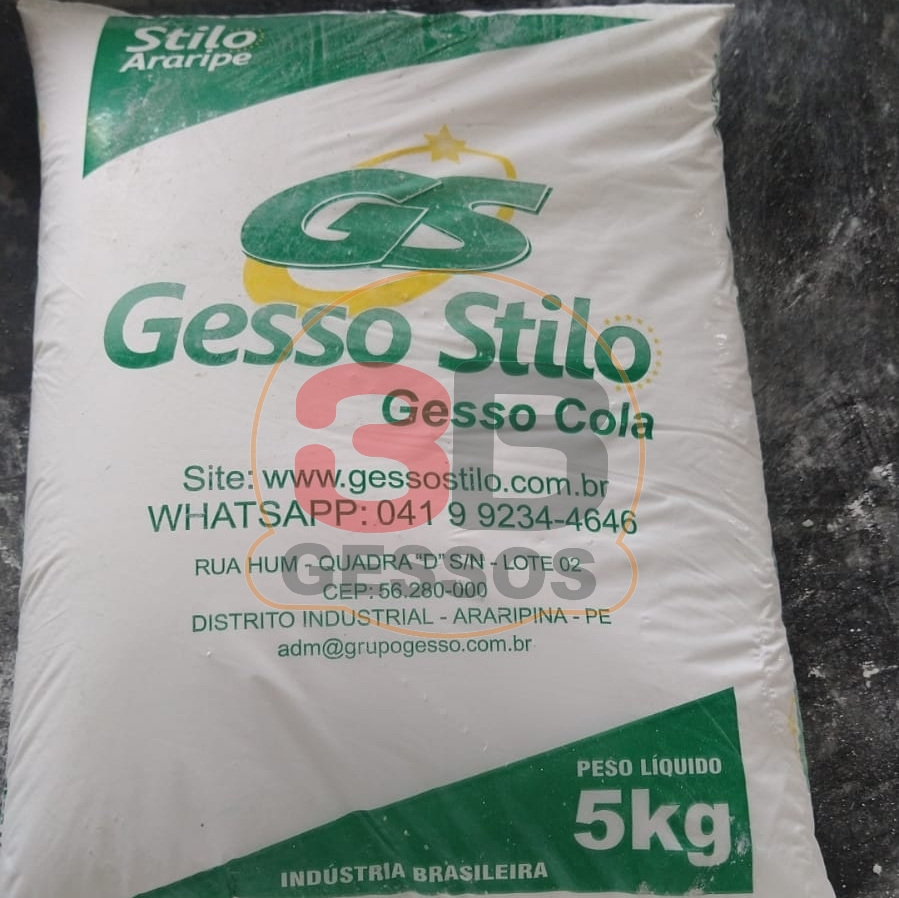 Stilo
Araripe
GS
Gesso Stilo
Gesso Cola
3D
GESSOS
Site: www.gessostilo.com.br
WHATSAPP: 041 9 9234-4646
RUA HUM - QUADRA "D" S/N - LOTE 02
CEP: 56.280-000
DISTRITO INDUSTRIAL - ARARIPINA - PE
adm@grupogesso.com.br
PESO LÍQUIDO
5kg
INDÚSTRIA BRASILEIRA